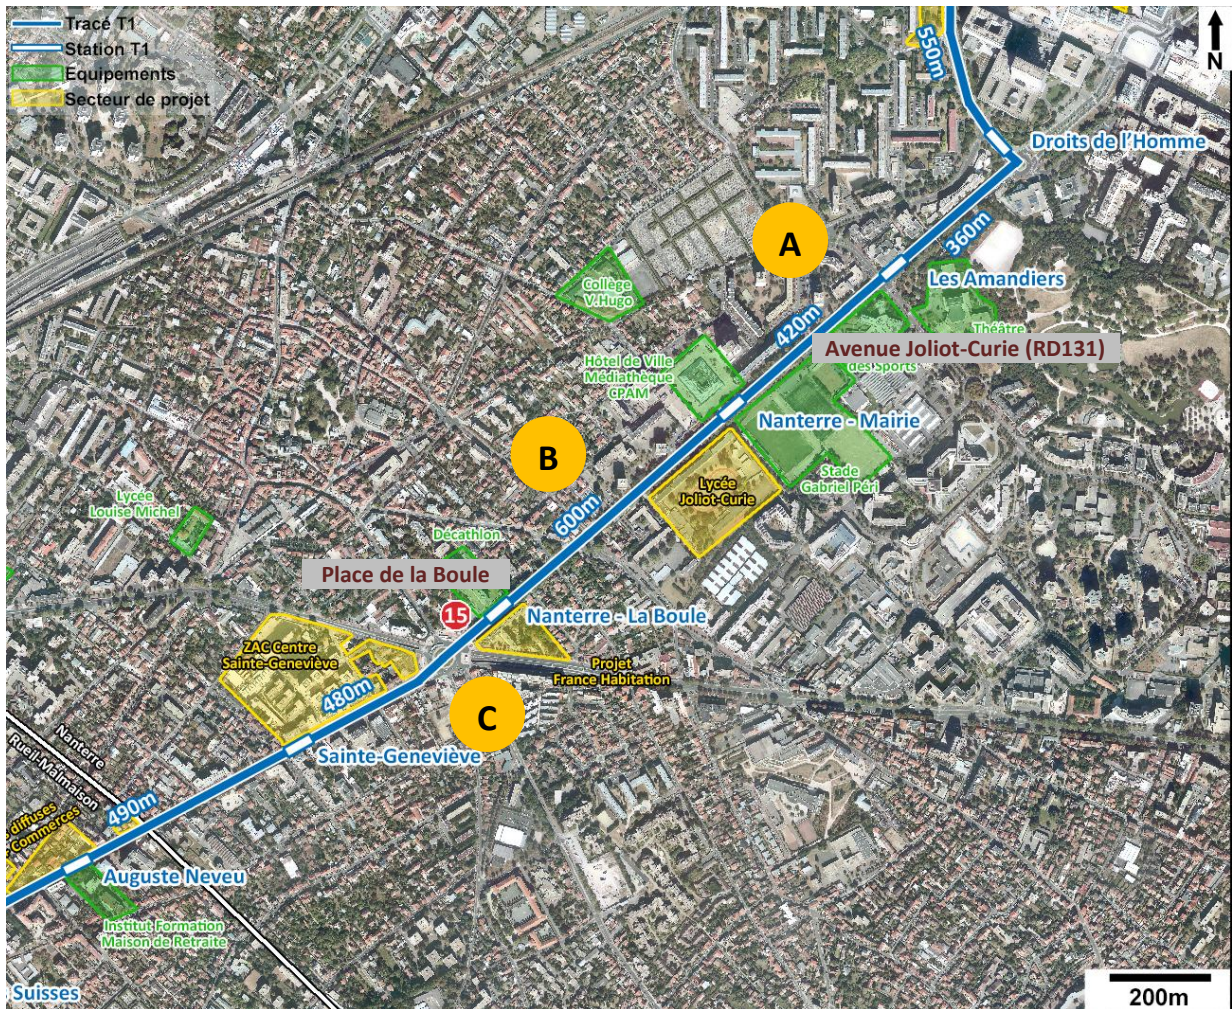 Tracé T1
Station T1
Equipements
Secteur de projet
550m
N
Droits de l'Homme
A
360m
Les Amandiers
Collège
V.Hugo
420m
Théâtre
Avenue Joliot-Curie (RD131)
des Sports
Hôtel de Ville
Médiathèque
CPAM
Nanterre - Mairie
B
Stade
Gabriel Péri
Lycée
Joliot-Curie
600m
Lycée
Louise Michel
Décathlon
Place de la Boule
15
Nanterre - La Boule
ZAC Centre
Sainte-Geneviève
Projet
France Habitation
480m
C
Sainte-Geneviève
Nanterre
Rueil-Malmaison
490m
diffuses
Commerces
Auguste Neveu
Institut Formation
Maison de Retraite
Suisses
200m